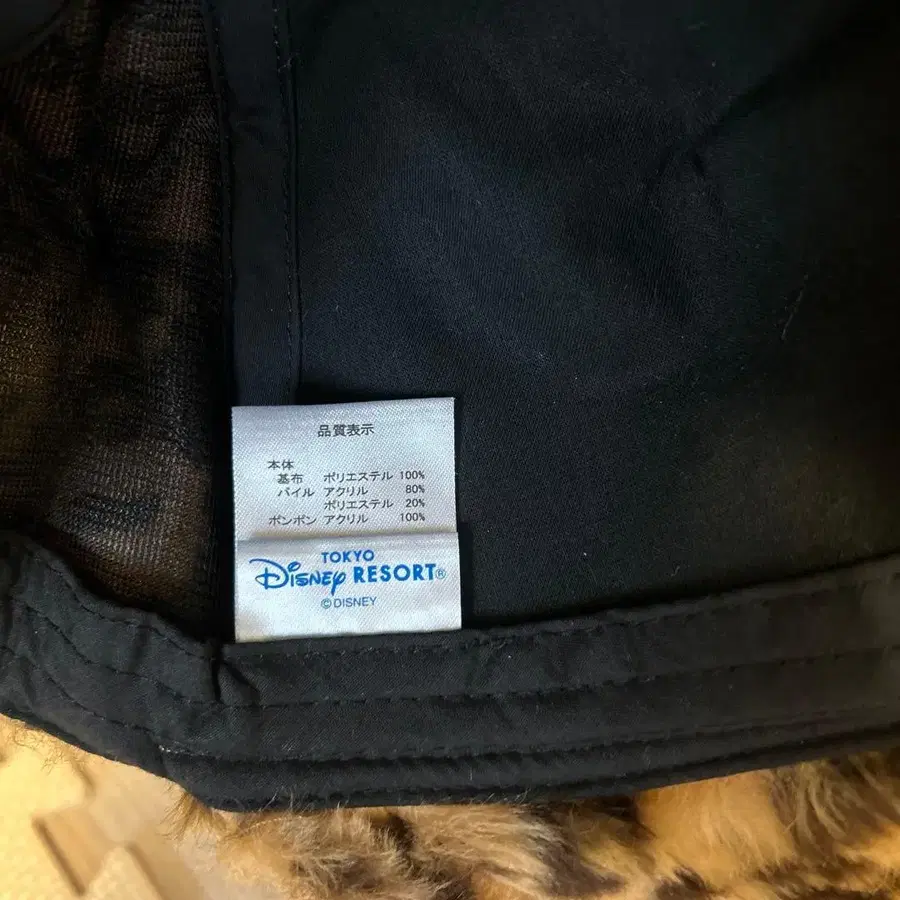 品質表示
本体
基布 ポリエステル 100%
パイル アクリル 80%
ポリエステル 20%
ポンポン アクリル 100%
TOKYO
Disney RESORT®
© DISNEY